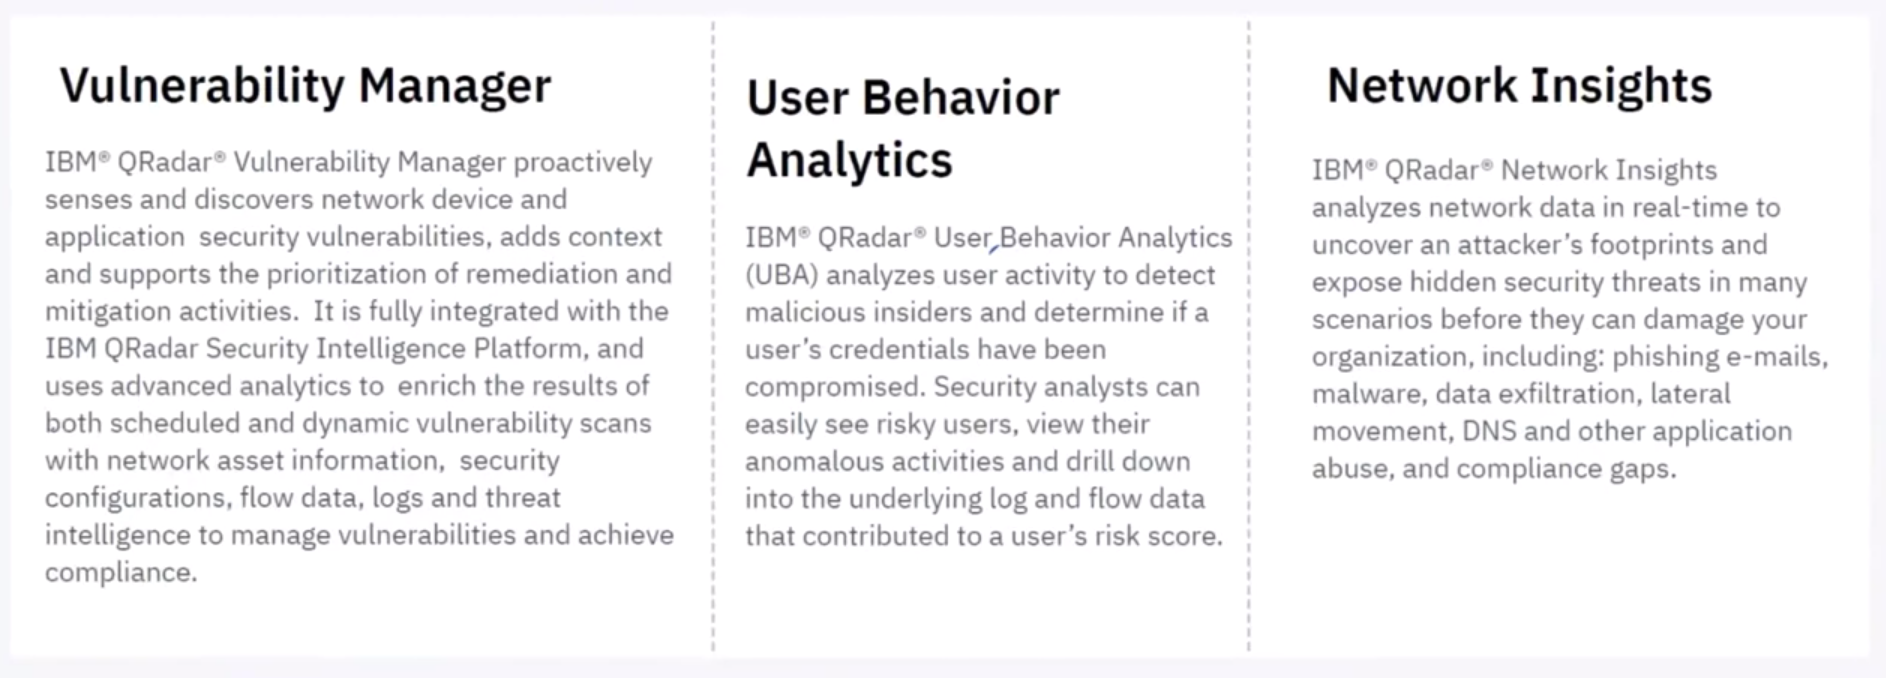 Vulnerability Manager
IBM® QRadar® Vulnerability Manager proactively
senses and discovers network device and
application  security vulnerabilities, adds context
and supports the prioritization of remediation and
mitigation activities.  It is fully integrated with the
IBM QRadar Security Intelligence Platform, and
uses advanced analytics to  enrich the results of
both scheduled and dynamic vulnerability scans
with network asset information,  security
configurations, flow data, logs and threat
intelligence to manage vulnerabilities and achieve
compliance.
User Behavior
Analytics
IBM® QRadar® User Behavior Analytics
(UBA) analyzes user activity to detect
malicious insiders and determine if a
user’s credentials have been
compromised. Security analysts can
easily see risky users, view their
anomalous activities and drill down
into the underlying log and flow data
that contributed to a user’s risk score.
Network Insights
IBM® QRadar® Network Insights
analyzes network data in real-time to
uncover an attacker’s footprints and
expose hidden security threats in many
scenarios before they can damage your
organization, including: phishing e-mails,
malware, data exfiltration, lateral
movement, DNS and other application
abuse, and compliance gaps.